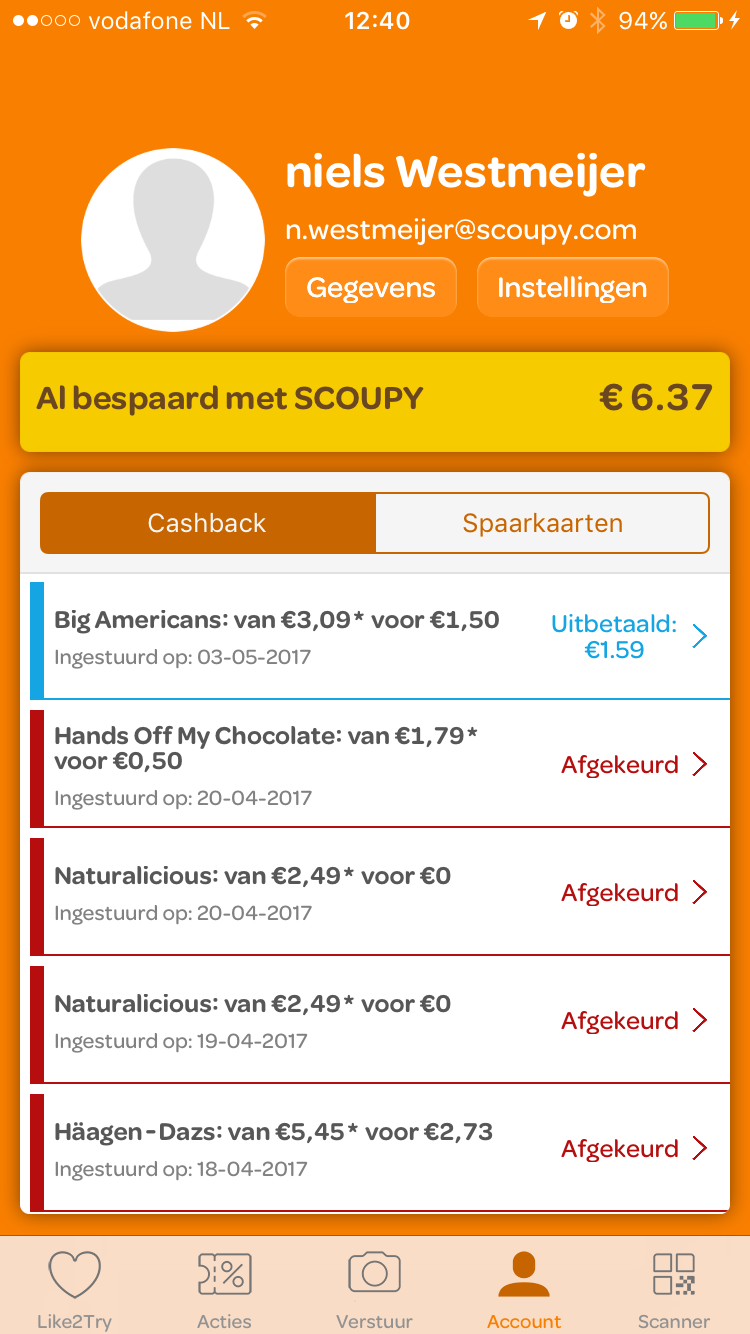 vodafone NL 12:40 94%
niels Westmeijer
n.westmeijer@scoupy.com
Gegevens Instellingen
Al bespaard met SCOUPY € 6.37
Cashback Spaarkaarten
Big Americans: van €3,09* voor €1,50
Ingestuurd op: 03-05-2017
Uitbetaald:
€1.59
Hands Off My Chocolate: van €1,79*
voor €0,50
Ingestuurd op: 20-04-2017
Afgekeurd
Naturalicious: van €2,49* voor €0
Ingestuurd op: 20-04-2017
Afgekeurd
Naturalicious: van €2,49* voor €0
Ingestuurd op: 19-04-2017
Afgekeurd
Häagen-Dazs: van €5,45* voor €2,73
Ingestuurd op: 18-04-2017
Afgekeurd
Like2Try Acties Verstuur Account Scanner